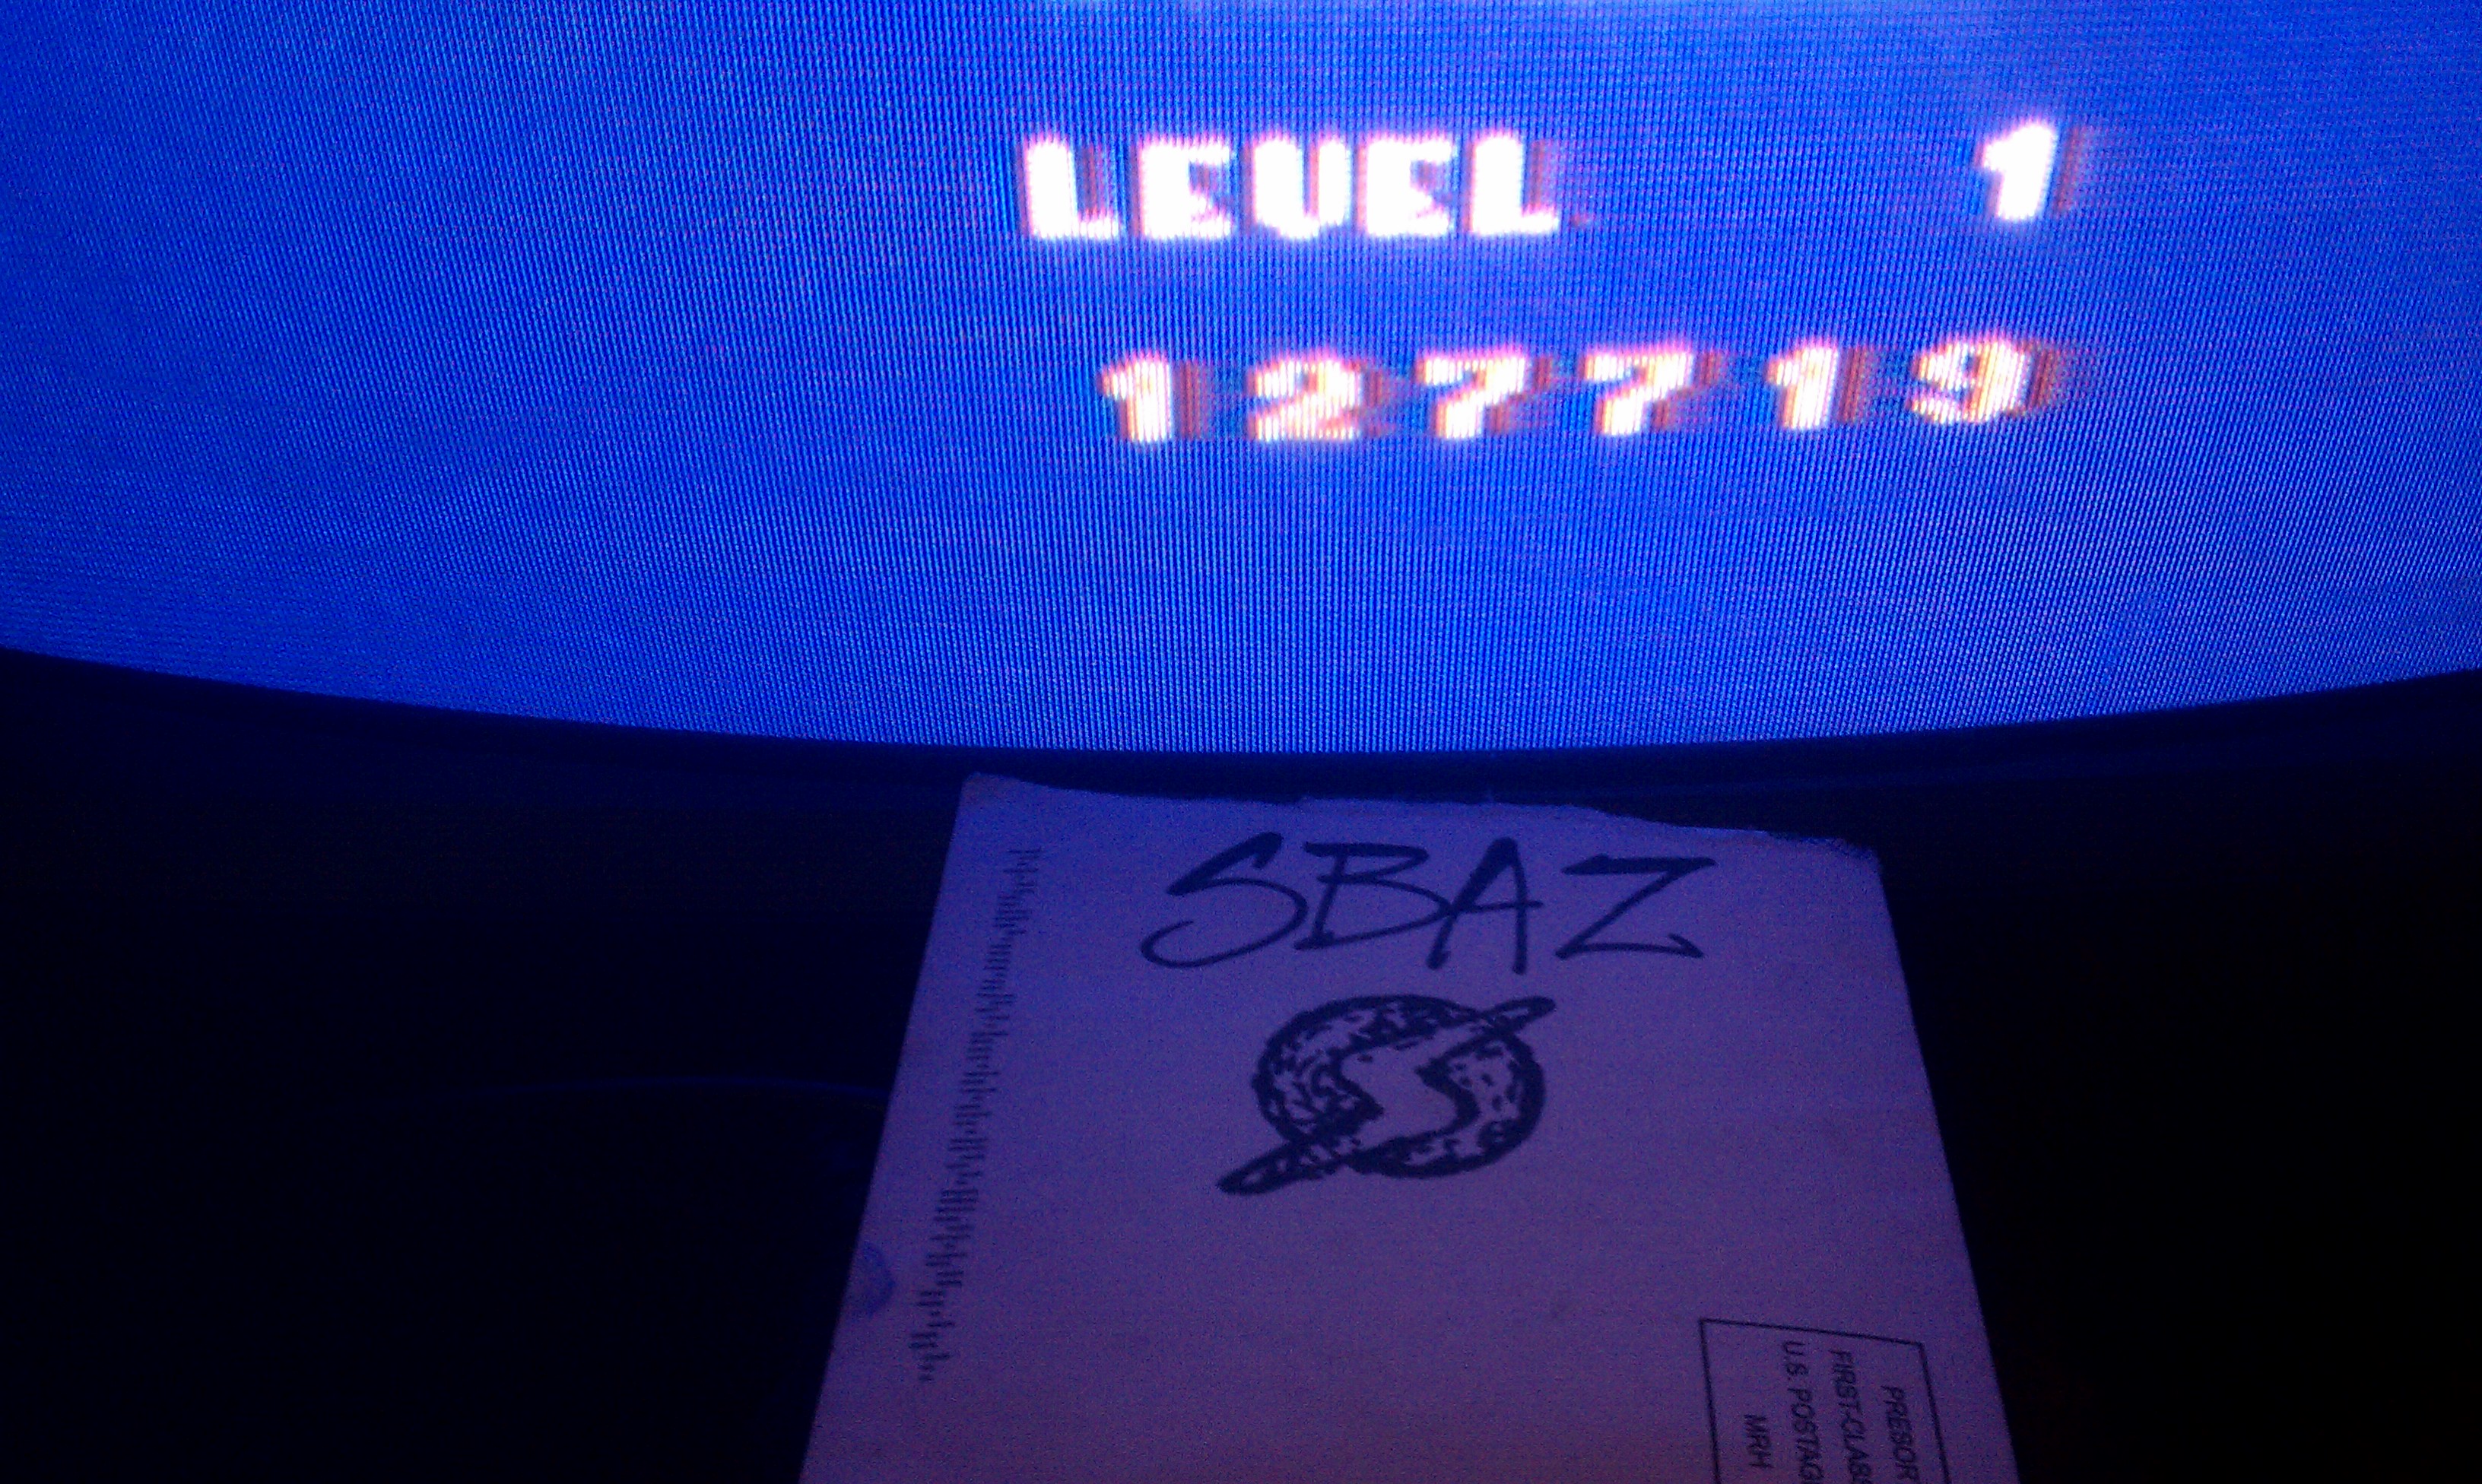 LEVEL 1
127719
SBAZ
PRESOR
FIRST-CLAS
U.S. POSTAG
MRH